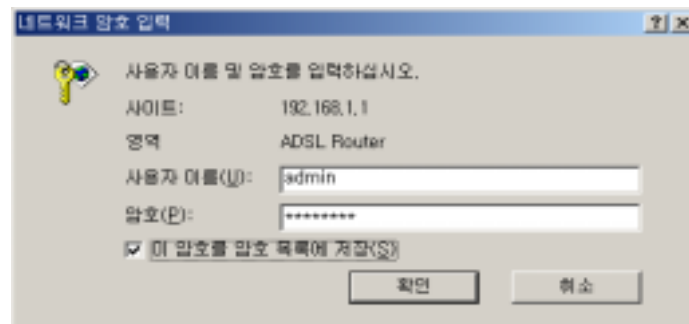 네트워크 암호 입력
사용자 이름 및 암호를 입력하십시오.
사이트: 192.168.1.1
영역 ADSL Router
사용자 이름(U): admin
암호(P): ********
이 암호를 암호 목록에 저장(S)
확인 취소